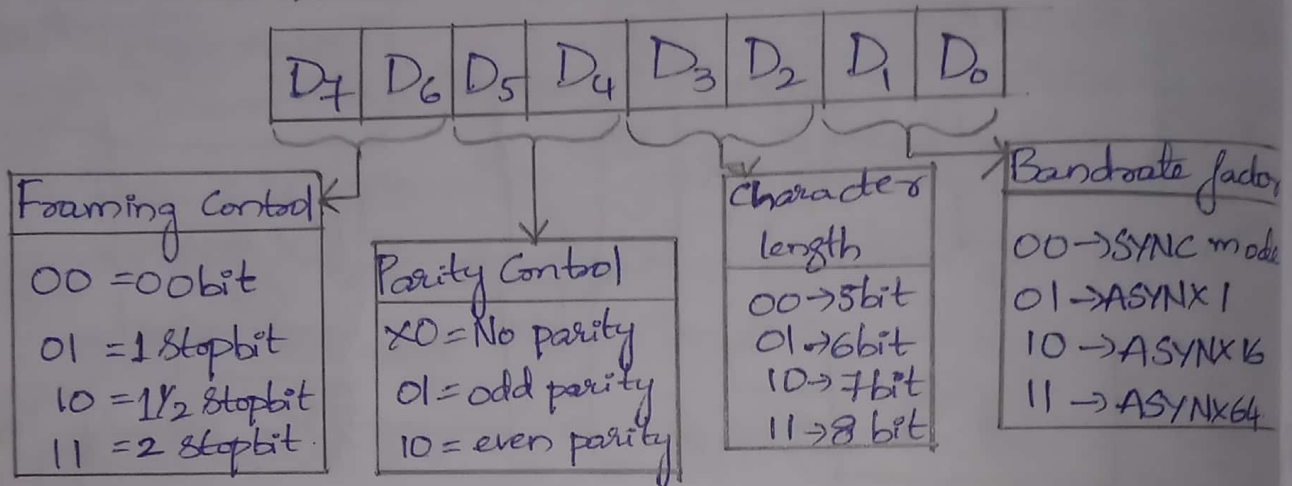 D7 D6 D5 D4 D3 D2 D1 D0
Framing Control
00 =00bit
01 =1 Stopbit
10 =1½ Stopbit
11 =2 Stopbit.
Parity Control
X0 = No parity
01 = odd parity
10 = even parity
Character
length
00→5bit
01→6bit
10→7bit
11→8 bit
Baudrate facto
00→SYNC mode
01→ASYNX1
10→ASYNX16
11→ASYNX64